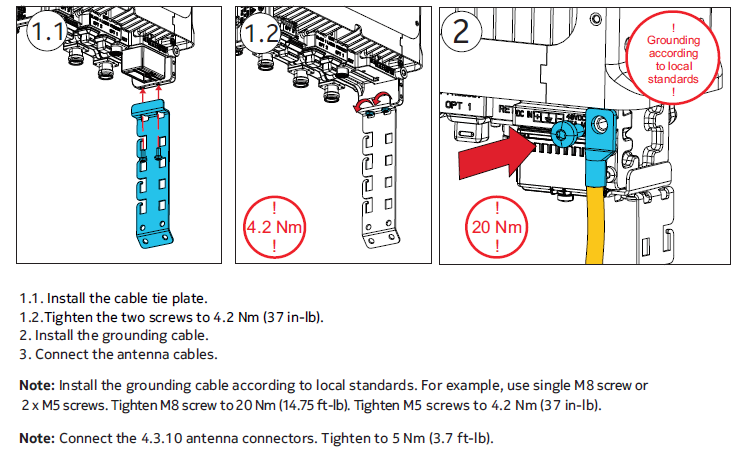 1.1
1.2
!
4.2 Nm
!
2
!
Grounding
according
to local
standards
!
OPT 1
DC IN
!
20 Nm
!
1.1. Install the cable tie plate.
1.2.Tighten the two screws to 4.2 Nm (37 in-lb).
2. Install the grounding cable.
3. Connect the antenna cables.
Note: Install the grounding cable according to local standards. For example, use single M8 screw or
2 x M5 screws. Tighten M8 screw to 20 Nm (14.75 ft-lb). Tighten M5 screws to 4.2 Nm (37 in-lb).
Note: Connect the 4.3.10 antenna connectors. Tighten to 5 Nm (3.7 ft-lb).